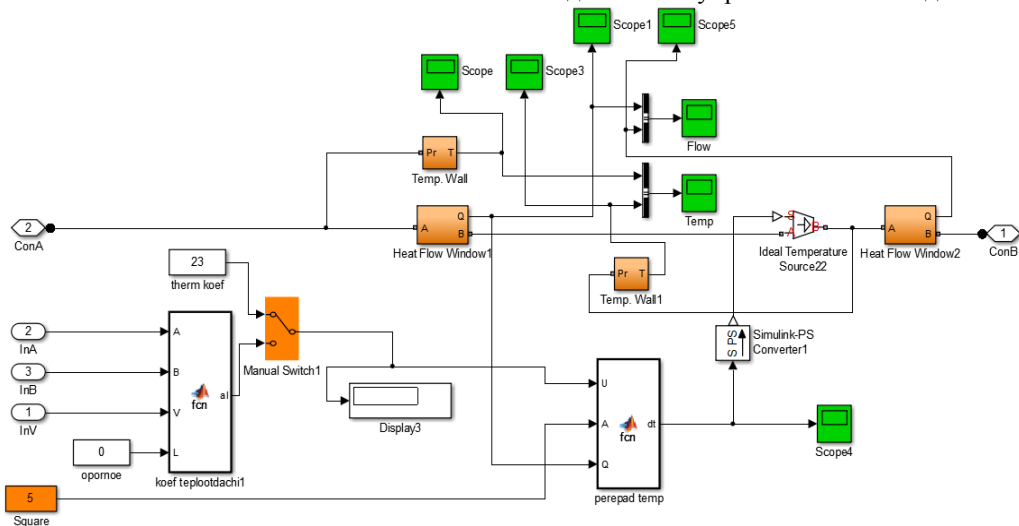 Scope1
Scope5
Scope
Scope3
Flow
Pr T
Temp. Wall
Temp
2
ConA
A Q B
Heat Flow Window1
S A B
Ideal Temperature
Source22
A Q B
Heat Flow Window2
1
ConB
Pr T
Temp. Wall1
23
therm koef
Manual Switch1
S PS
Simulink-PS
Converter1
2
InA
3
InB
1
InV
0
opornoe
A
B
V
L
fcn
al
koef teplootdachi1
Display3
U
A
Q
fcn
dt
perepad temp
Scope4
5
Square